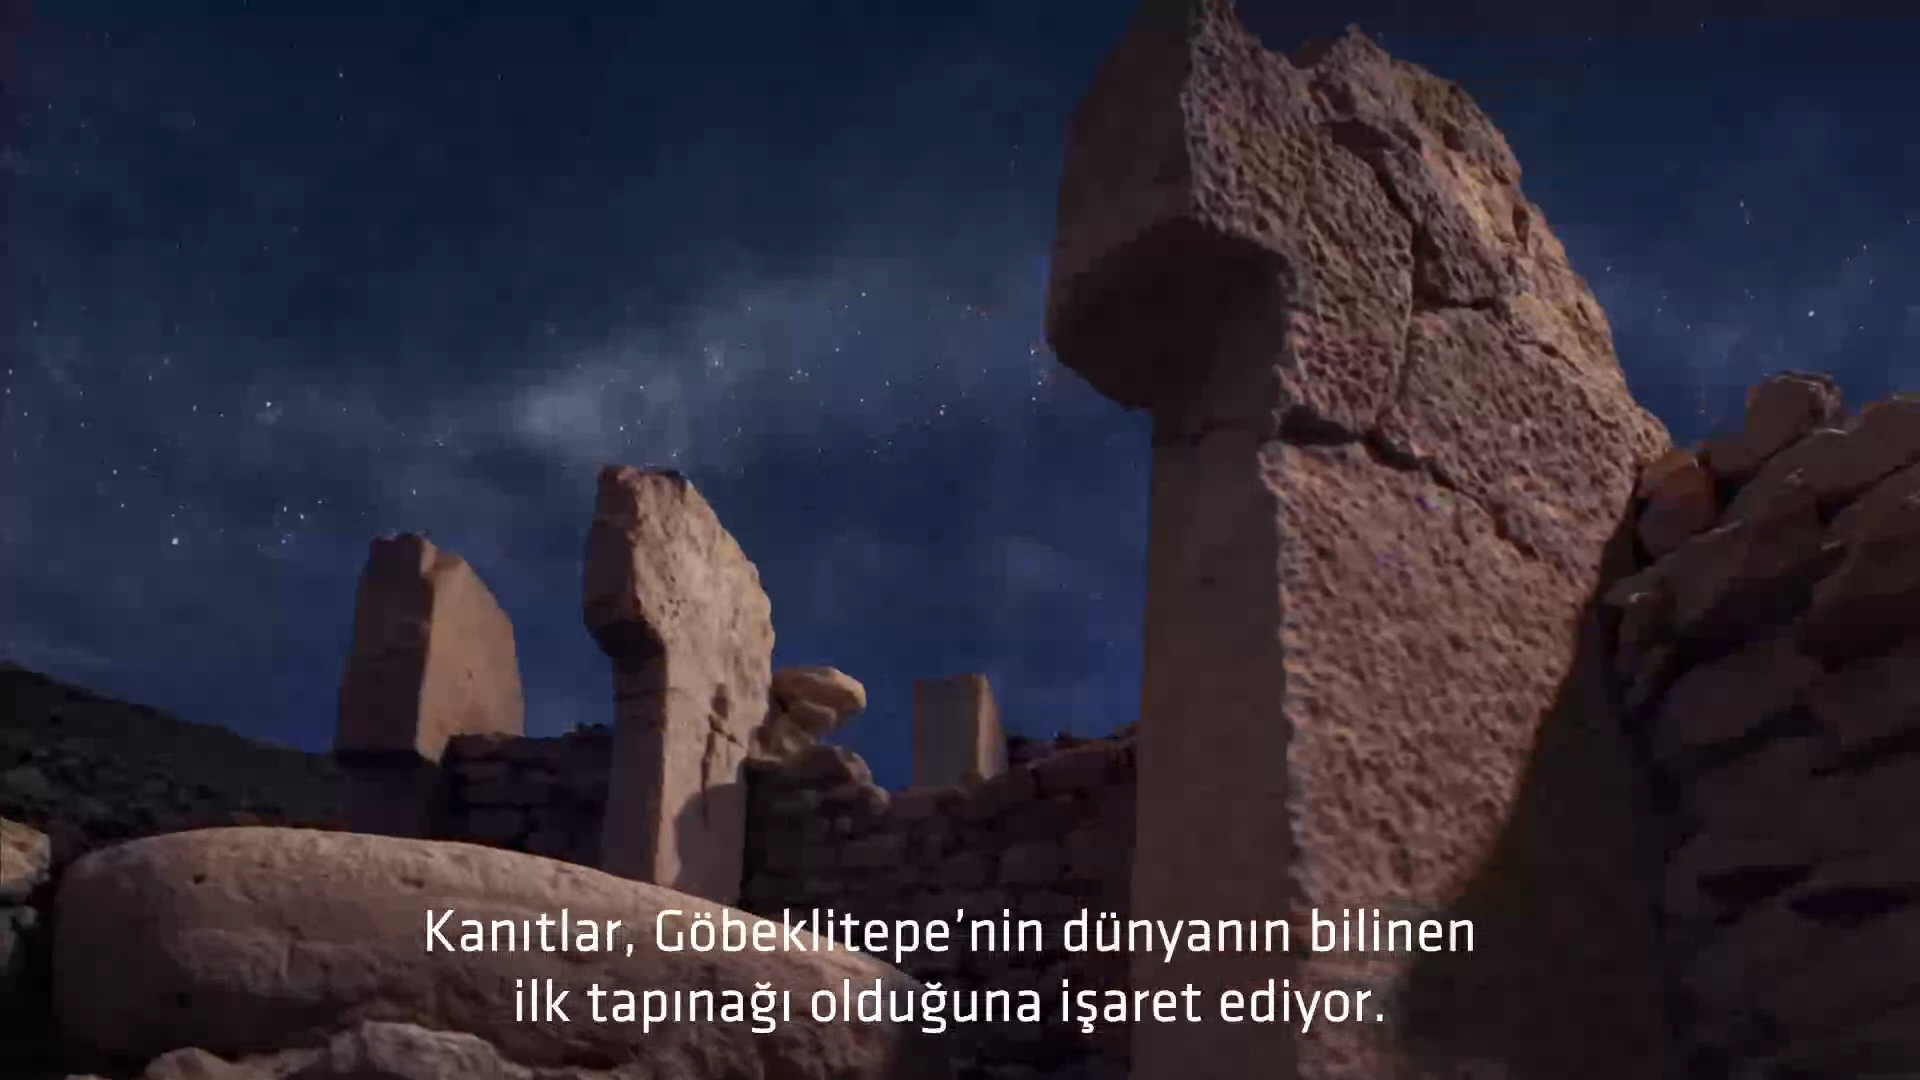 Kanıtlar, Göbeklitepe’nin dünyanın bilinen
ilk tapınağı olduğuna işaret ediyor.